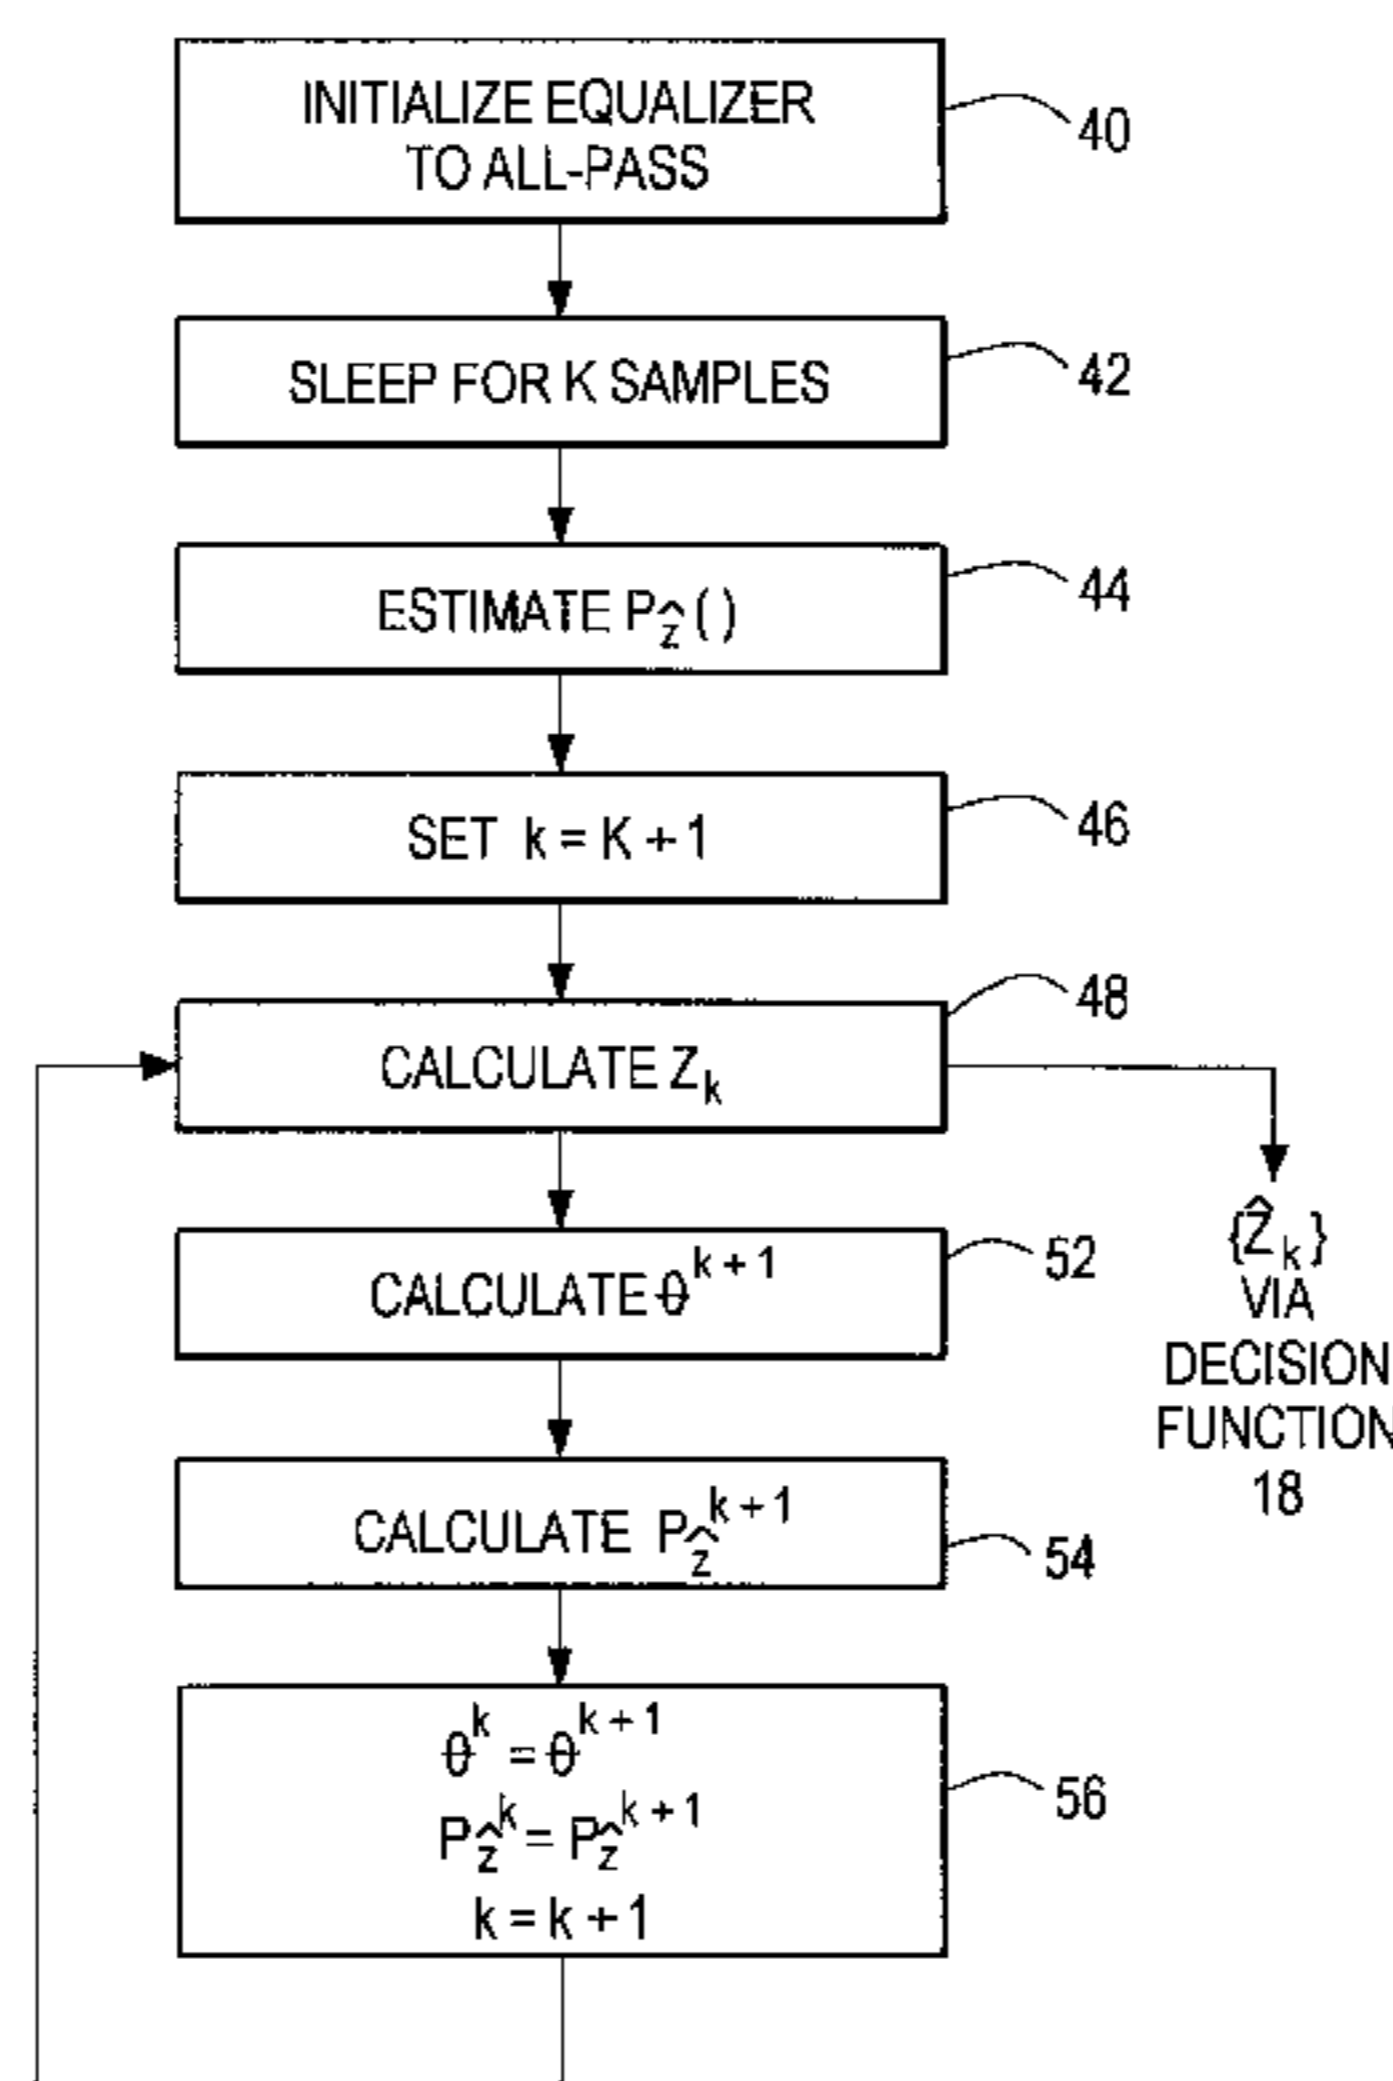 INITIALIZE EQUALIZER
TO ALL-PASS
40
SLEEP FOR K SAMPLES
42
ESTIMATE P_ẑ ( )
44
SET k = K + 1
46
CALCULATE Z_k
48
{Ẑ_k}
VIA
DECISION
FUNCTION
18
CALCULATE θ^{k + 1}
52
CALCULATE P_ẑ^{k + 1}
54
θ^k = θ^{k + 1}
P_ẑ^k = P_ẑ^{k + 1}
k = k + 1
56